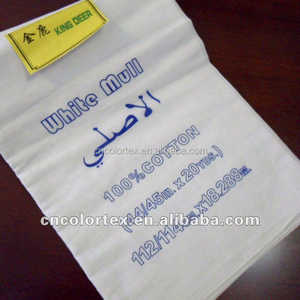 金鹿
KING DEER
White Mull
الاصلي
100% COTTON
(44/45IN x 20YDS.)
112/114CM X18.288M
cncolortex.en.alibaba.com